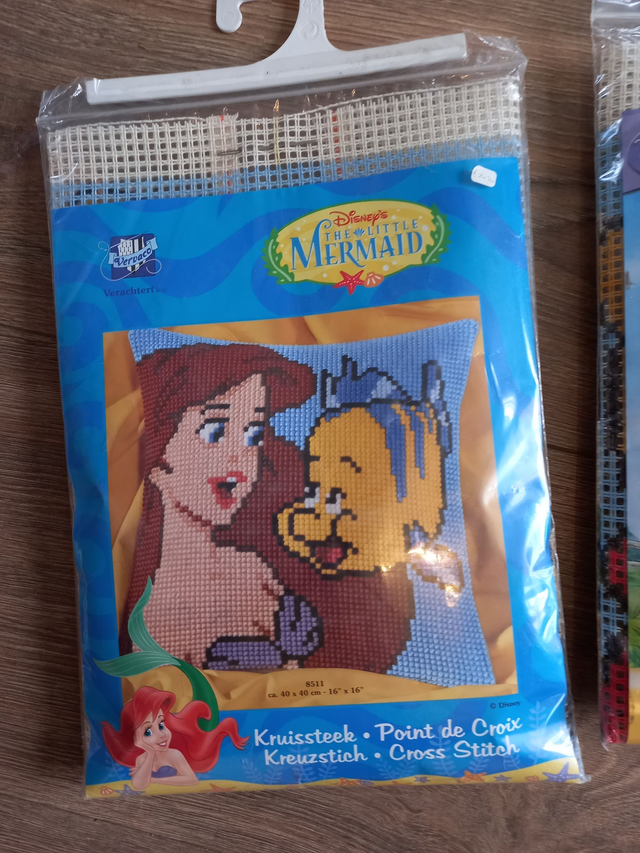 Vervaco
Verachtert
Disney's
THE LITTLE
MERMAID
8511
ca. 40 x 40 cm - 16" x 16"
© Disney
Kruissteek • Point de Croix
Kreuzstich • Cross Stitch